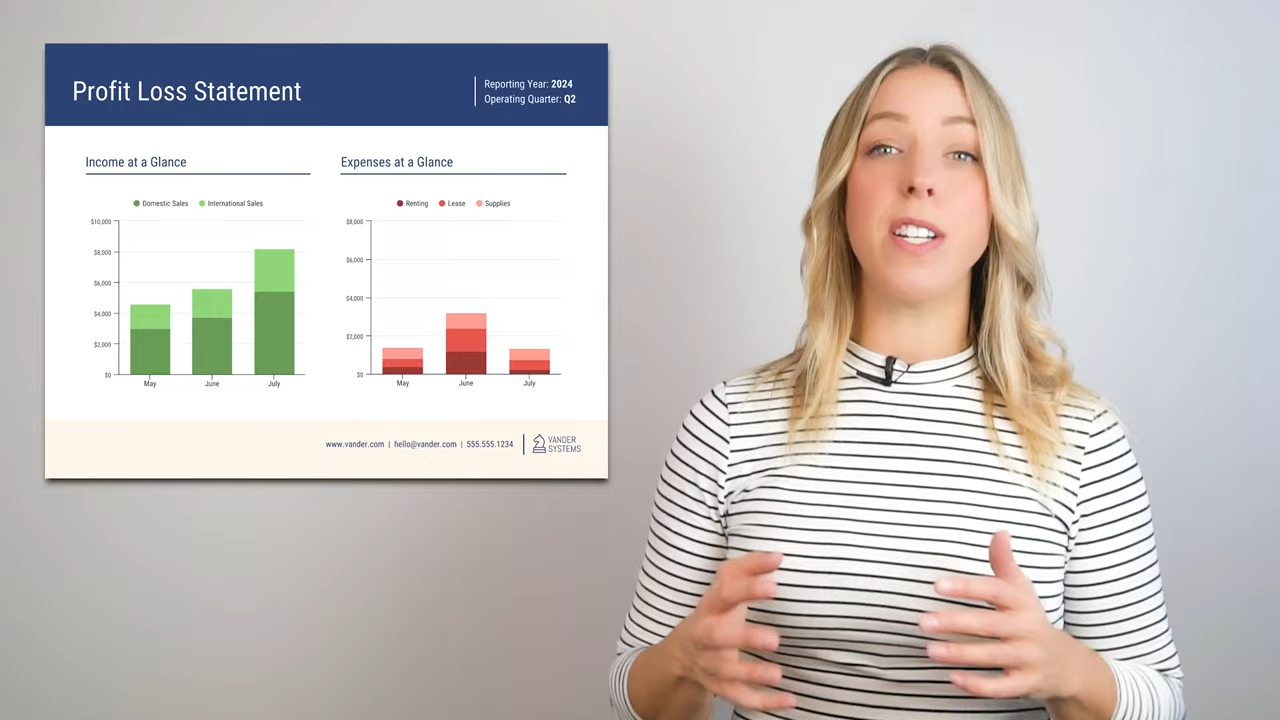 Profit Loss Statement
Reporting Year: 2024
Operating Quarter: Q2
Income at a Glance
Domestic Sales International Sales
$10,000
$8,000
$6,000
$4,000
$2,000
$0
May June July
Expenses at a Glance
Renting Lease Supplies
$8,000
$6,000
$4,000
$2,000
$0
May June July
www.vander.com | hello@vander.com | 555.555.1234
VANDER
SYSTEMS